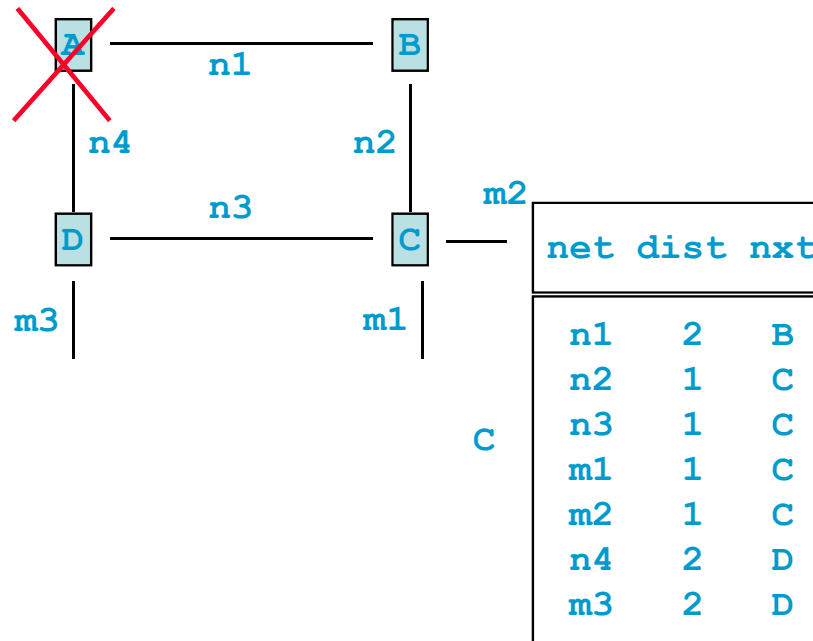 A B
n1
n4 n2
n3 m2
D C
m3 m1
net dist nxt
n1 2 B
n2 1 C
n3 1 C
C
m1 1 C
m2 1 C
n4 2 D
m3 2 D